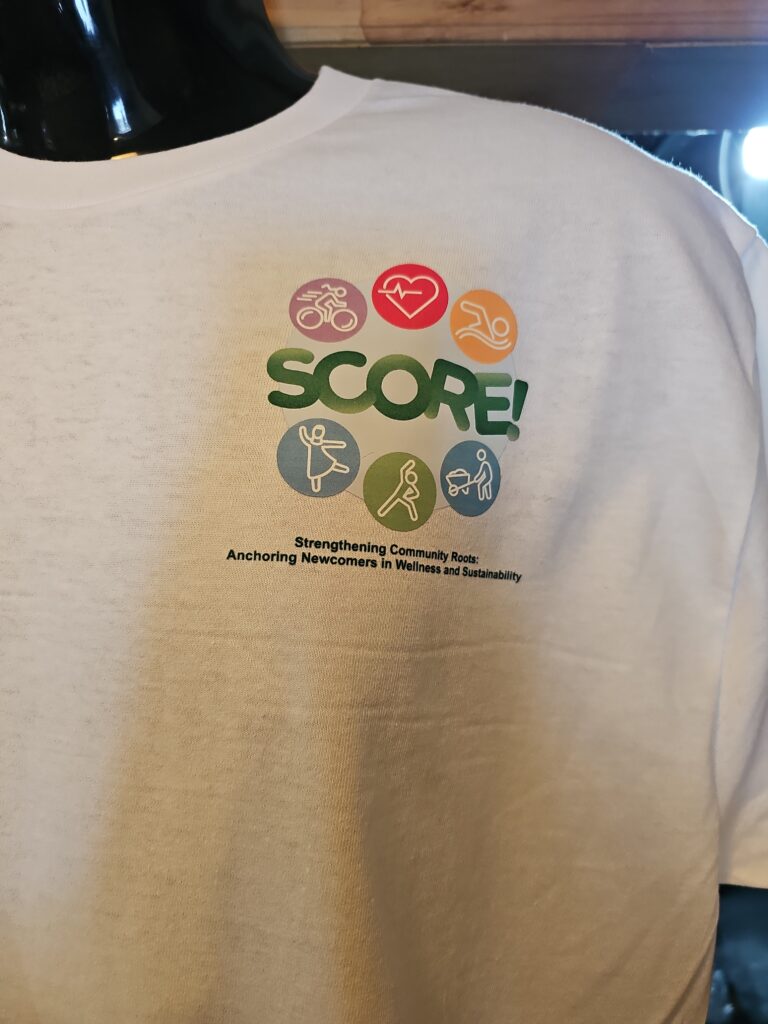 SCORE!
Strengthening Community Roots:
Anchoring Newcomers in Wellness and Sustainability